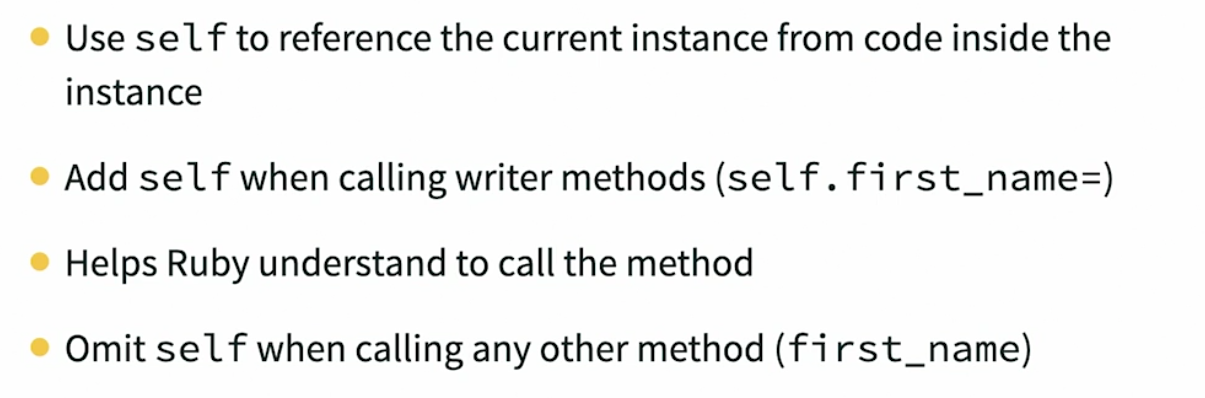 Use self to reference the current instance from code inside the
instance
Add self when calling writer methods (self.first_name=)
Helps Ruby understand to call the method
Omit self when calling any other method (first_name)